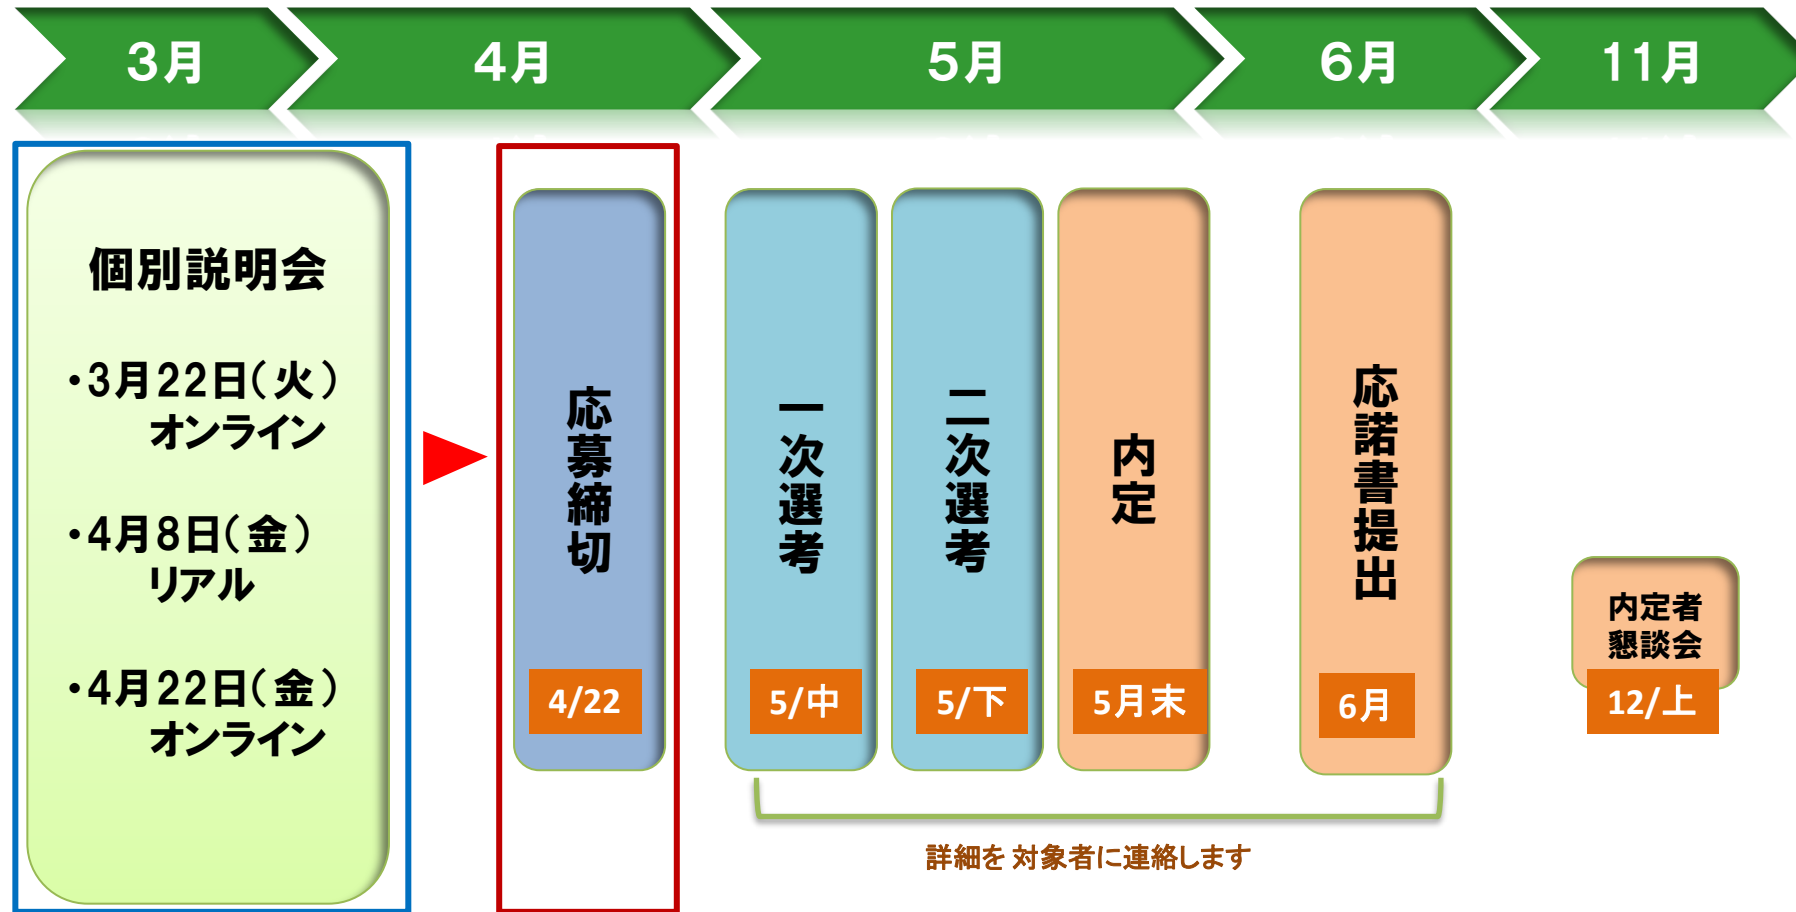 3月
4月
5月
6月
11月
個別説明会
・3月22日(火)
オンライン
・4月8日(金)
リアル
・4月22日(金)
オンライン
応募締切
4/22
一次選考
5/中
二次選考
5/下
内定
5月末
応諾書提出
6月
内定者
懇談会
12/上
詳細を 対象者に連絡します